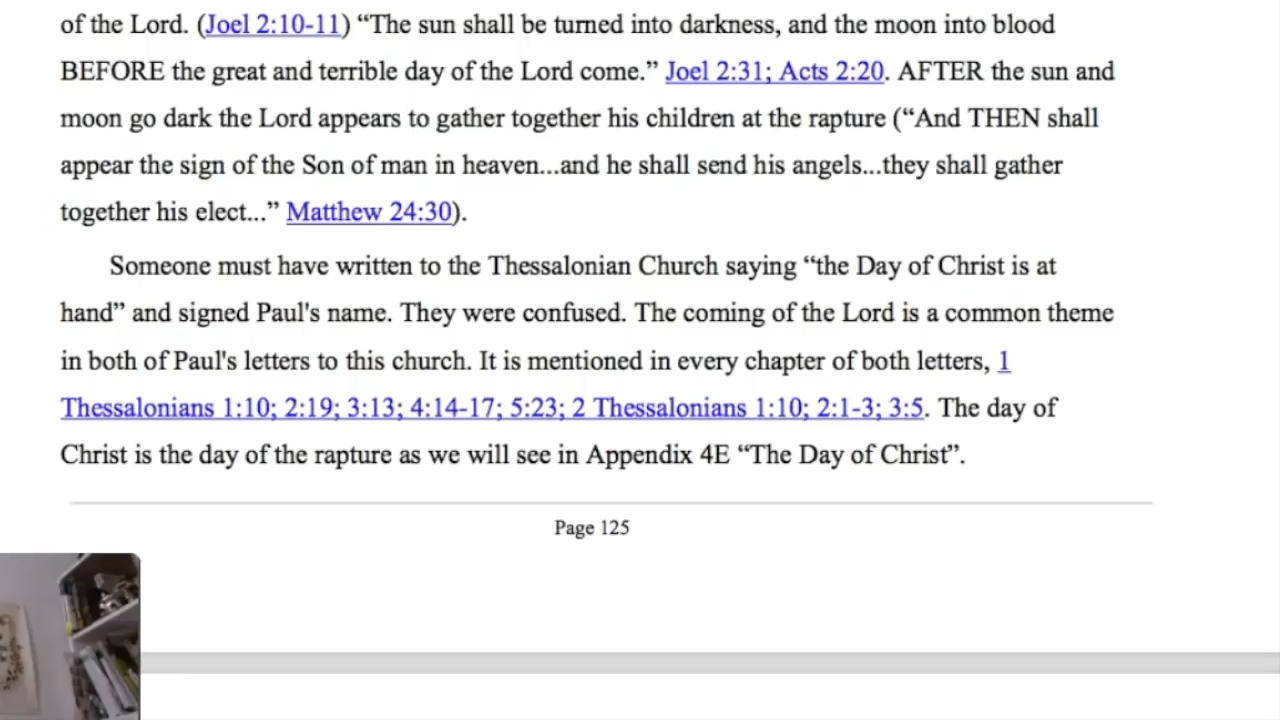 of the Lord. (Joel 2:10-11) “The sun shall be turned into darkness, and the moon into blood
BEFORE the great and terrible day of the Lord come.” Joel 2:31; Acts 2:20. AFTER the sun and
moon go dark the Lord appears to gather together his children at the rapture (“And THEN shall
appear the sign of the Son of man in heaven...and he shall send his angels...they shall gather
together his elect...” Matthew 24:30).
Someone must have written to the Thessalonian Church saying “the Day of Christ is at
hand” and signed Paul's name. They were confused. The coming of the Lord is a common theme
in both of Paul's letters to this church. It is mentioned in every chapter of both letters, 1
Thessalonians 1:10; 2:19; 3:13; 4:14-17; 5:23; 2 Thessalonians 1:10; 2:1-3; 3:5. The day of
Christ is the day of the rapture as we will see in Appendix 4E “The Day of Christ”.
Page 125